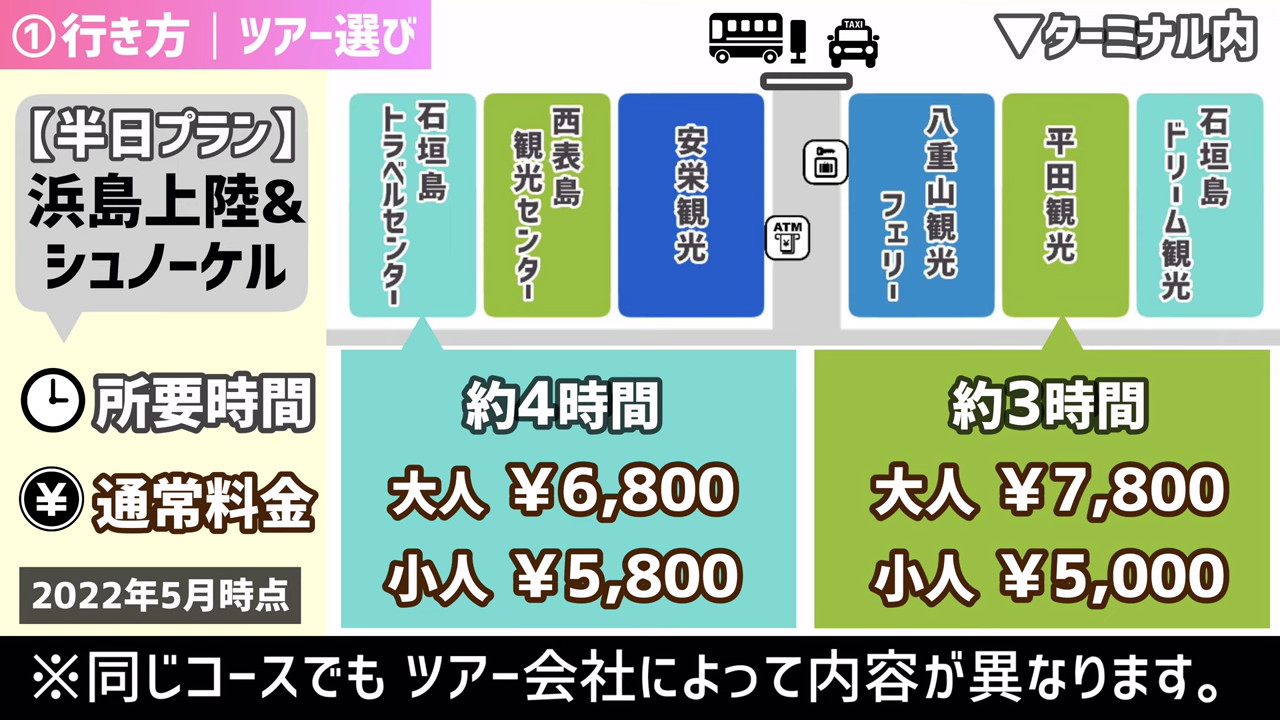 ①行き方｜ツアー選び
▼ターミナル内
TAXI
【半日プラン】
浜島上陸&
シュノーケル
石垣島
トラベルセンター
西表島
観光センター
安栄観光
ATM
八重山観光
フェリー
平田観光
石垣島
ドリーム観光
所要時間
約4時間
約3時間
¥ 通常料金
大人 ¥6,800
小人 ¥5,800
大人 ¥7,800
小人 ¥5,000
2022年5月時点
※同じコースでも ツアー会社によって内容が異なります。